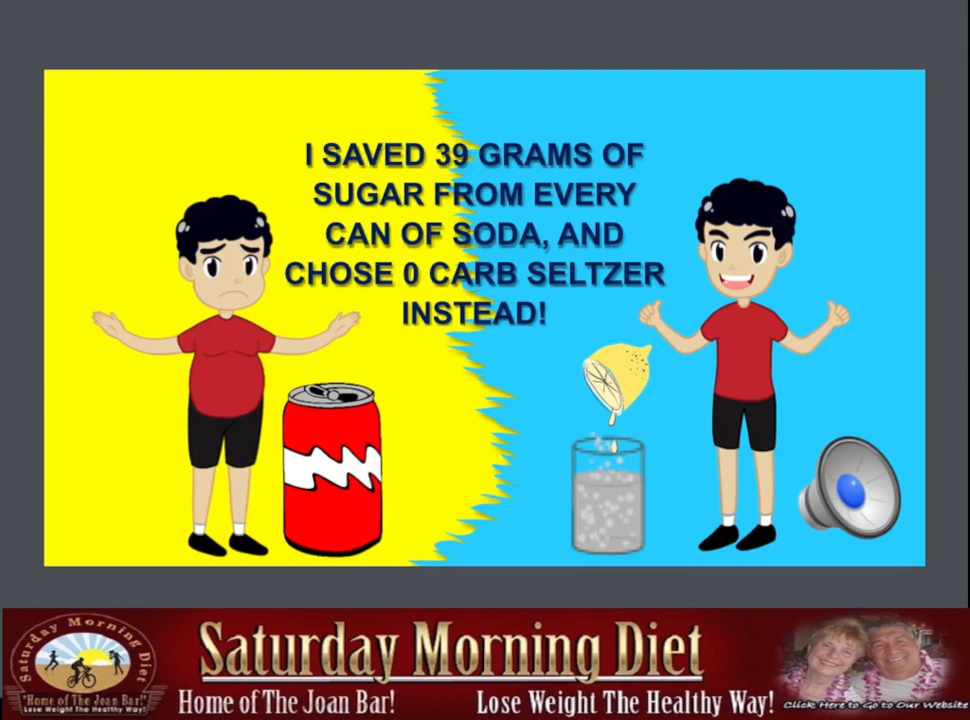 I SAVED 39 GRAMS OF
SUGAR FROM EVERY
CAN OF SODA, AND
CHOSE 0 CARB SELTZER
INSTEAD!
Saturday Morning Diet
"Home of The Joan Bar!"
Lose Weight The Healthy Way!
Saturday Morning Diet
Home of The Joan Bar! Lose Weight The Healthy Way!
Click Here to Go to Our Website